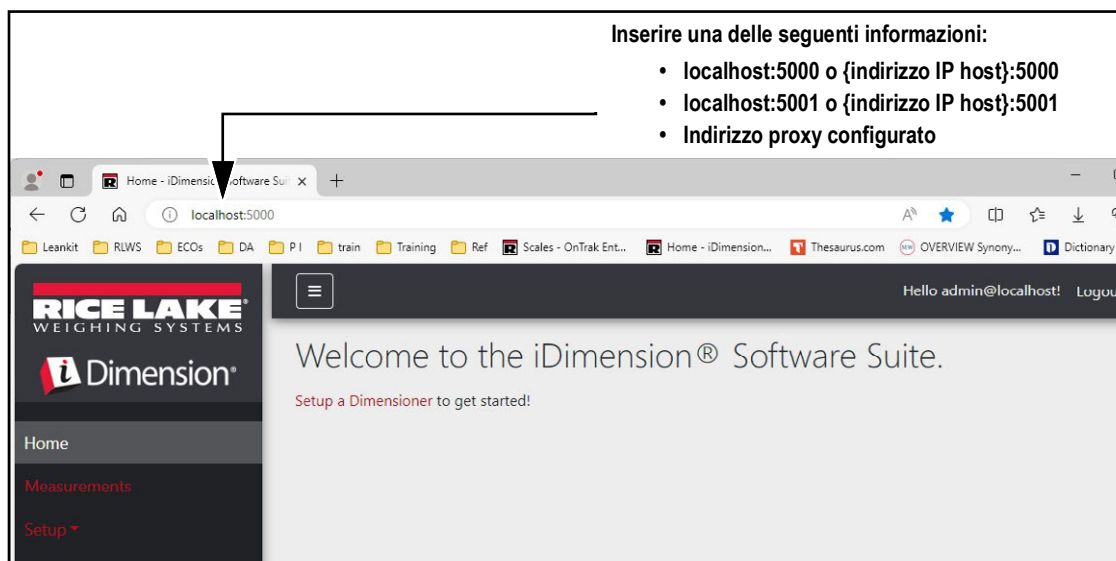 Inserire una delle seguenti informazioni:
• localhost:5000 o {indirizzo IP host}:5000
• localhost:5001 o {indirizzo IP host}:5001
• Indirizzo proxy configurato
Home - iDimension Software Sui
localhost:5000
Leankit RLWS ECOs DA P I train Training Ref Scales - OnTrak Ent... Home - iDimension... Thesaurus.com OVERVIEW Synony... Dictionary
RICE LAKE®
WEIGHING SYSTEMS
iDimension®
Hello admin@localhost! Logou
Welcome to the iDimension® Software Suite.
Setup a Dimensioner to get started!
Home
Measurements
Setup